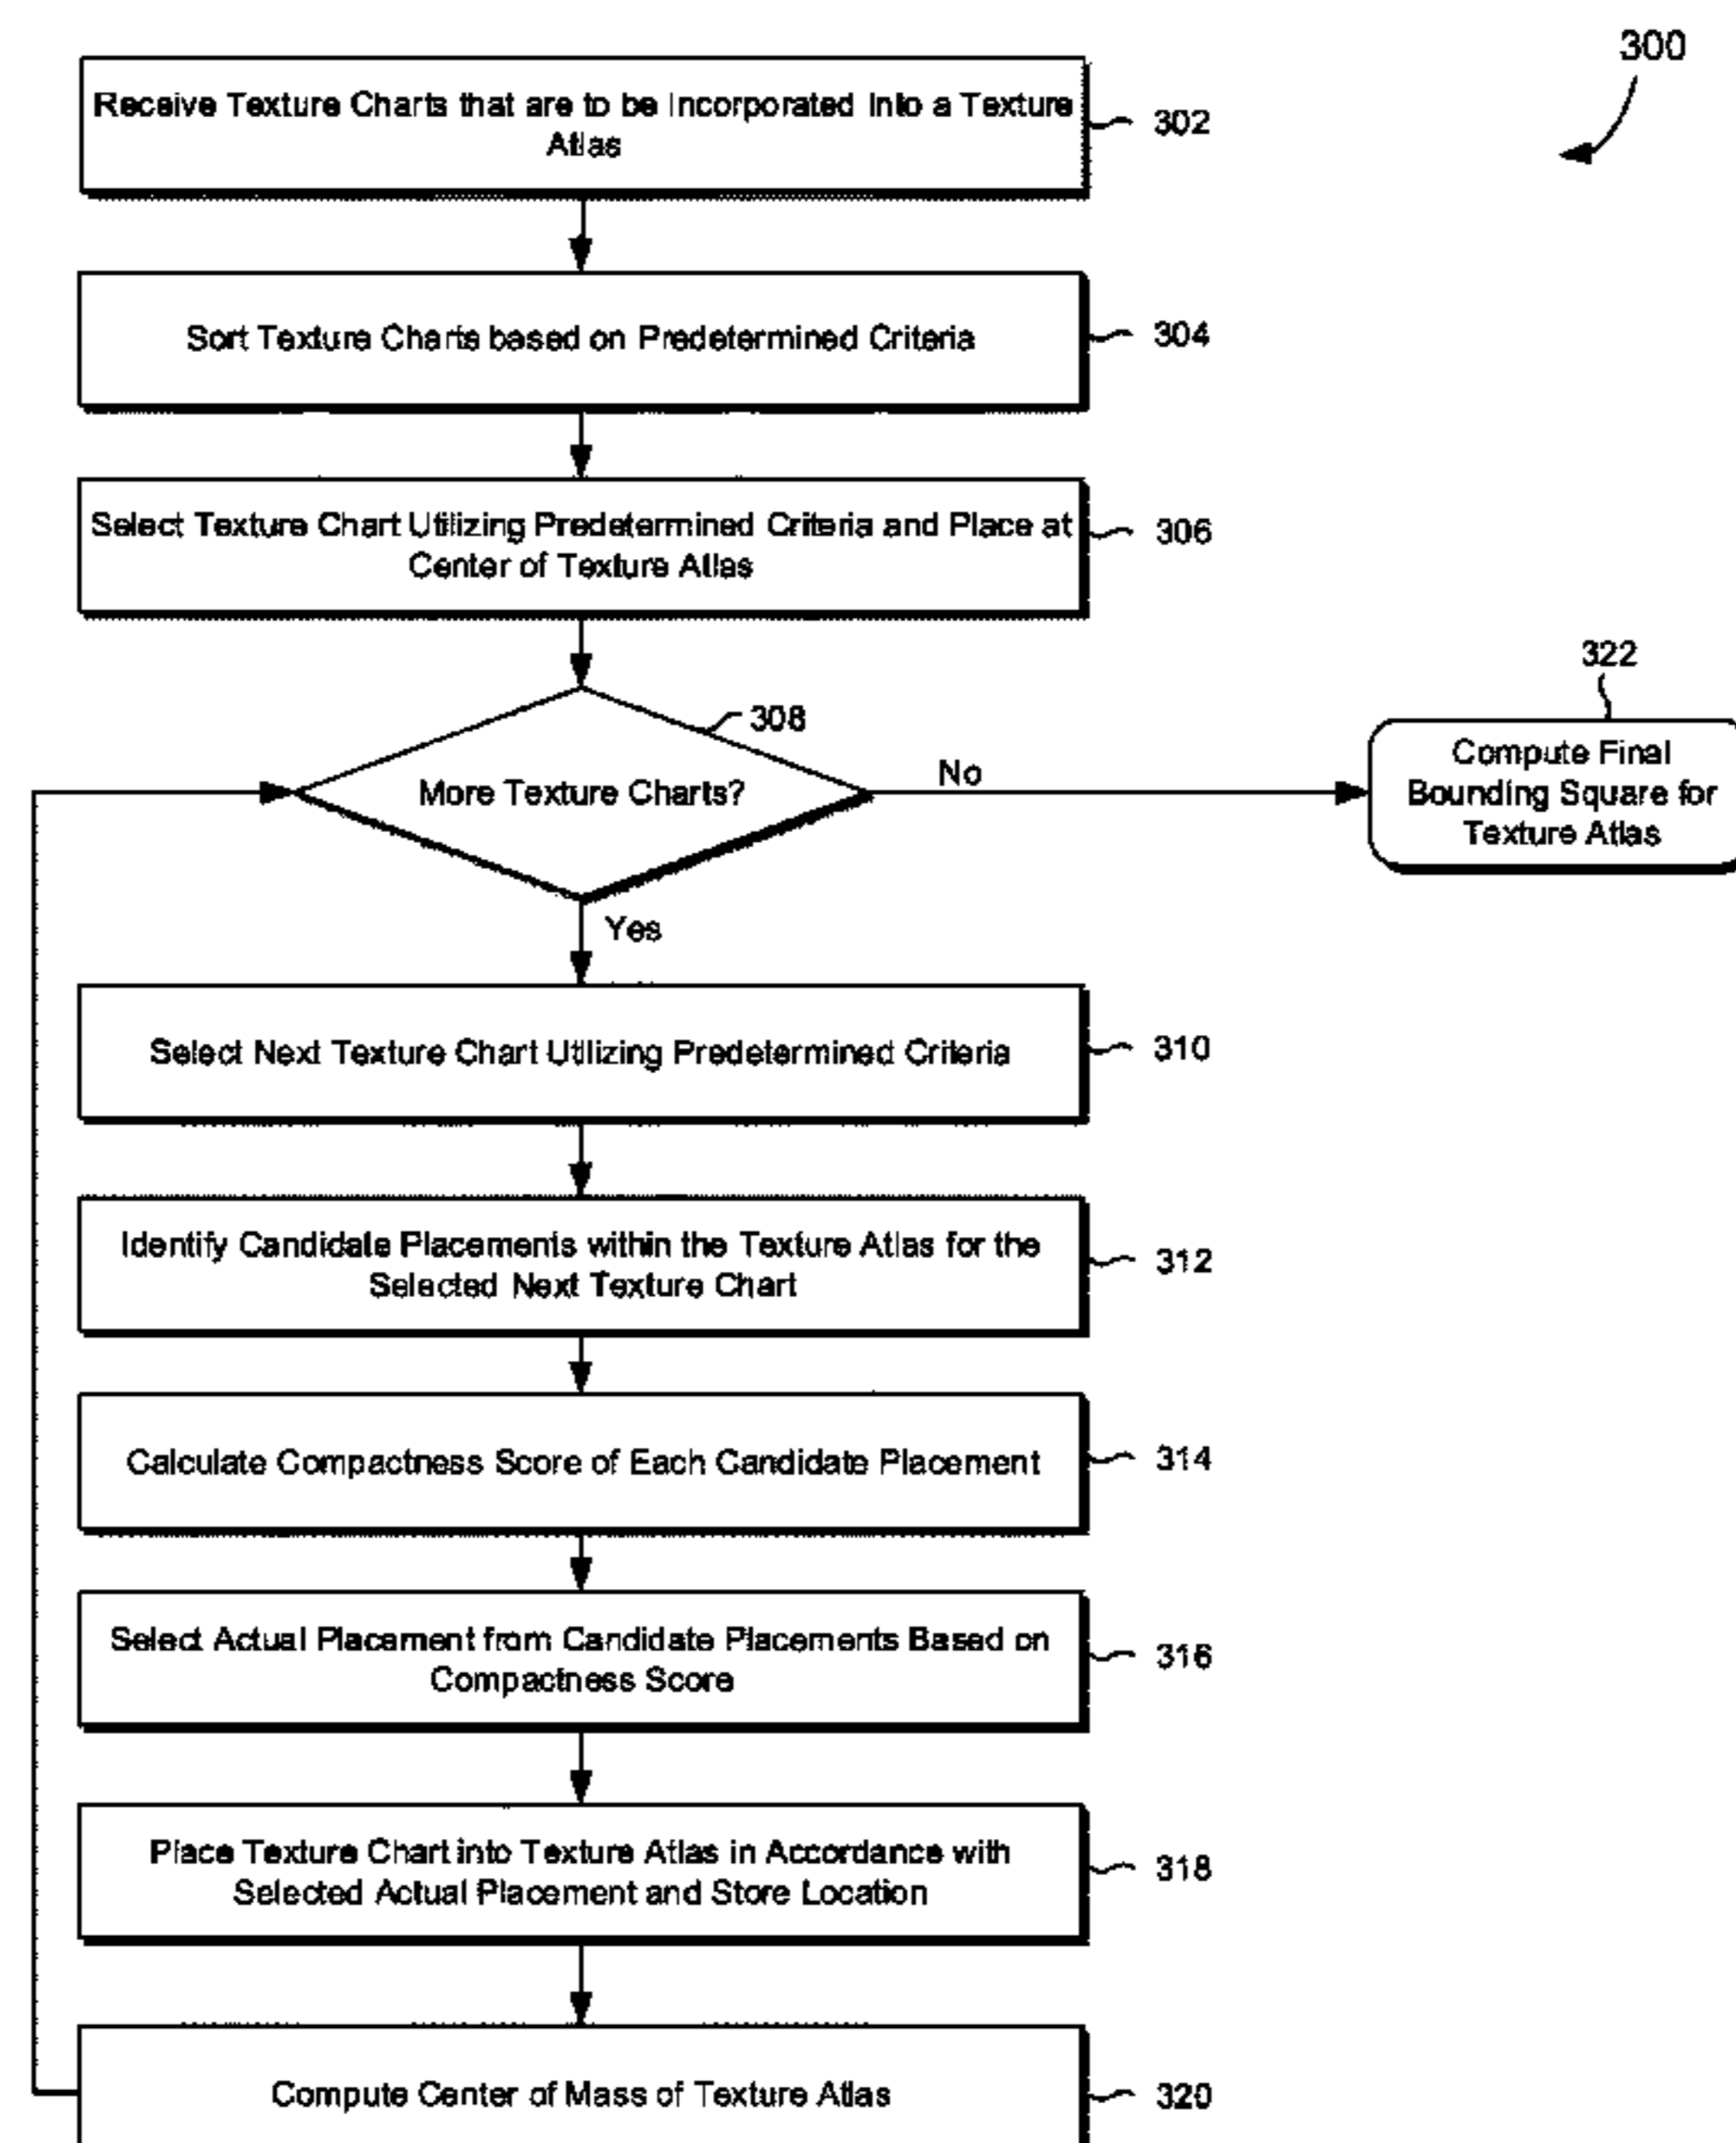 300
Receive Texture Charts that are to be Incorporated Into a Texture
Atlas
302
Sort Texture Charts based on Predetermined Criteria
304
Select Texture Chart Utilizing Predetermined Criteria and Place at
Center of Texture Atlas
306
More Texture Charts?
308
No
322
Compute Final
Bounding Square for
Texture Atlas
Yes
Select Next Texture Chart Utilizing Predetermined Criteria
310
Identify Candidate Placements within the Texture Atlas for the
Selected Next Texture Chart
312
Calculate Compactness Score of Each Candidate Placement
314
Select Actual Placement from Candidate Placements Based on
Compactness Score
316
Place Texture Chart into Texture Atlas in Accordance with
Selected Actual Placement and Store Location
318
Compute Center of Mass of Texture Atlas
320